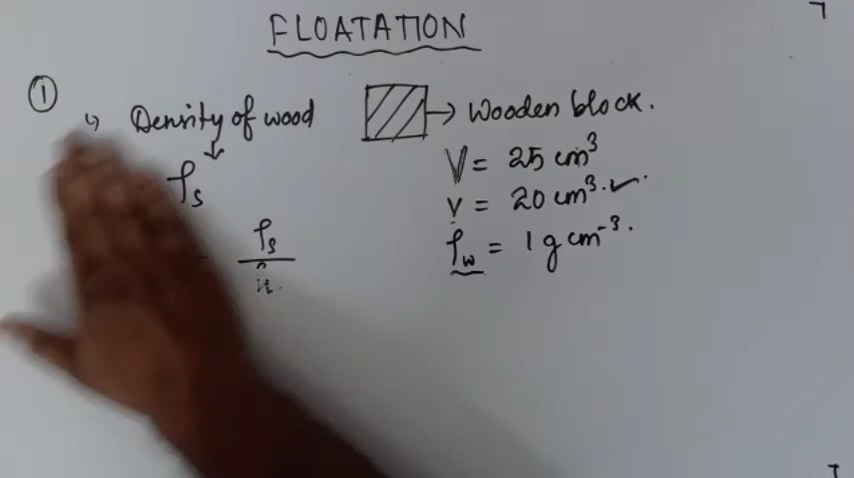 FLOATATION
① ↳ Density of wood → Wooden block.
ρs V = 25 cm³
v = 20 cm³. ✓.
ρs ρw = 1 g cm⁻³.